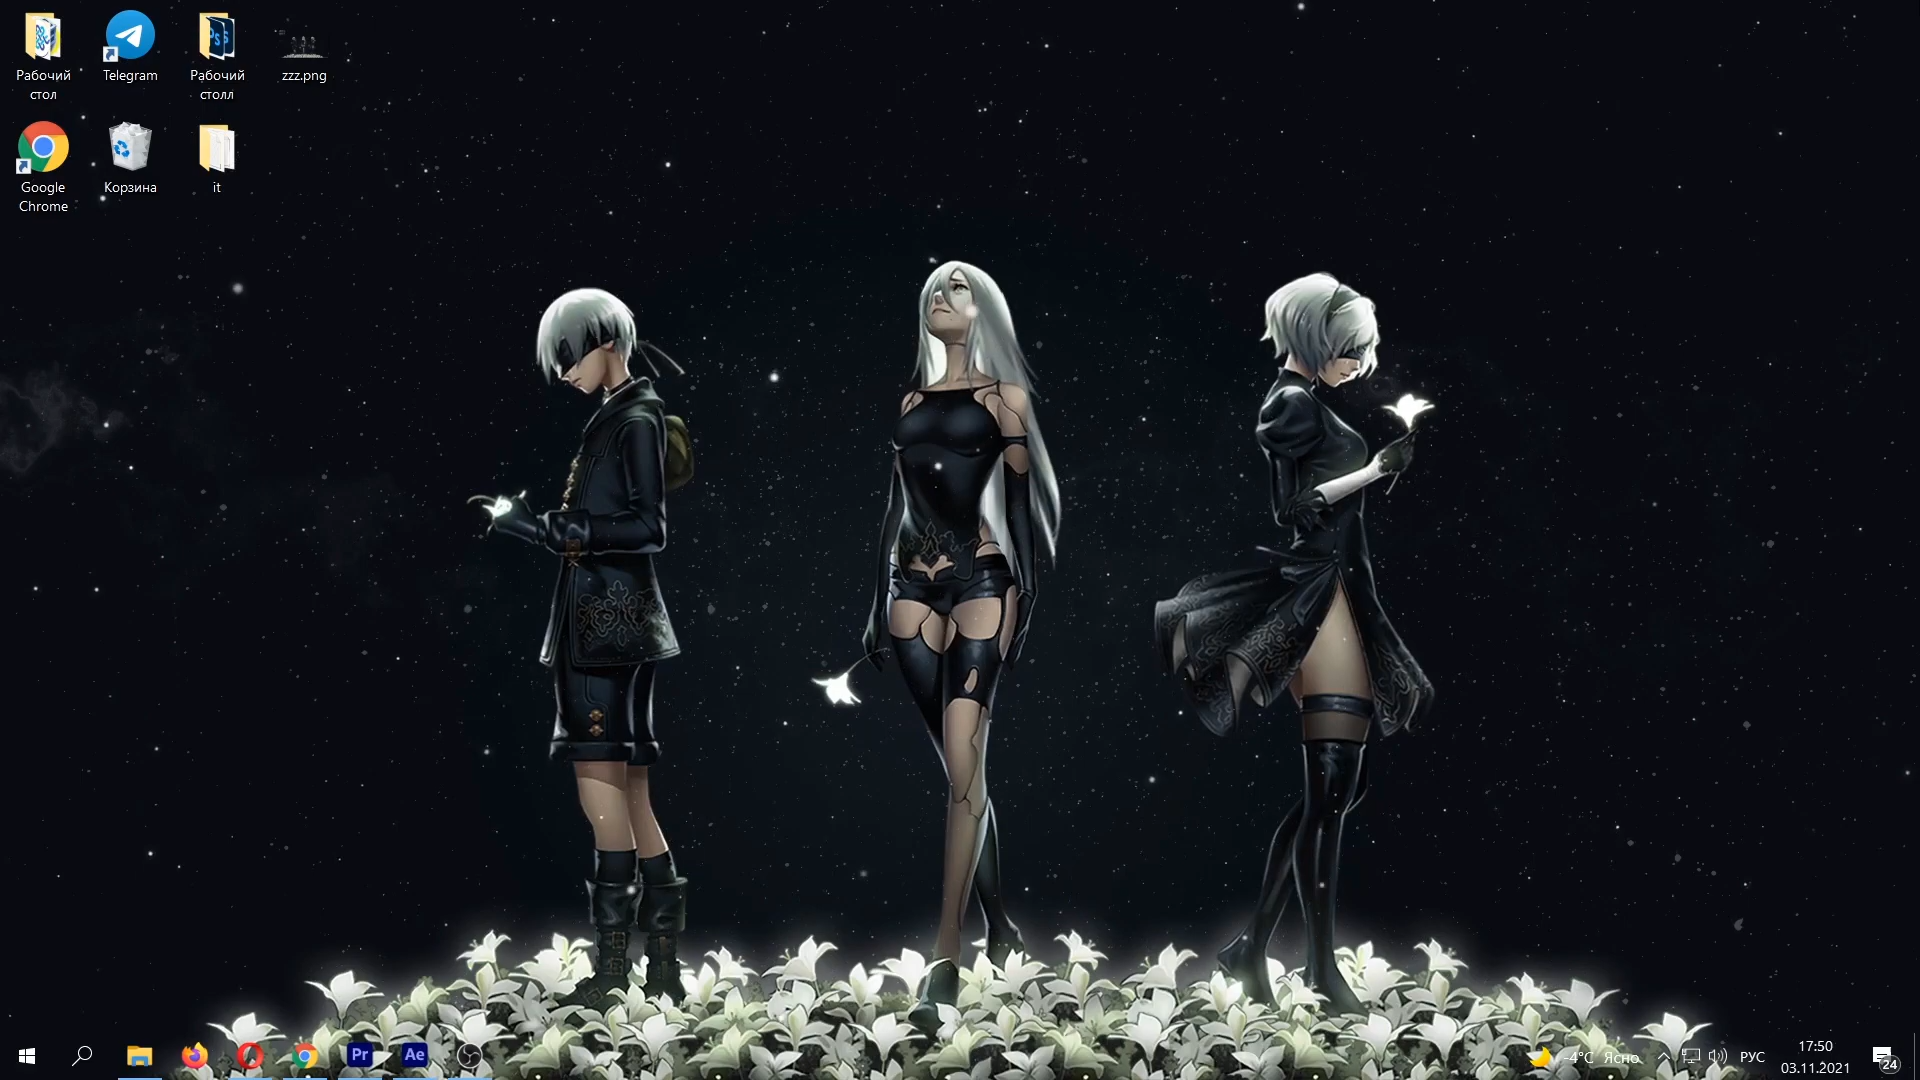 Рабочий
стол
Telegram
Рабочий
столл
zzz.png
Google
Chrome
Корзина
it
Ps
Pr
Ae
-4°C Ясно
РУС
17:50
03.11.2021
24